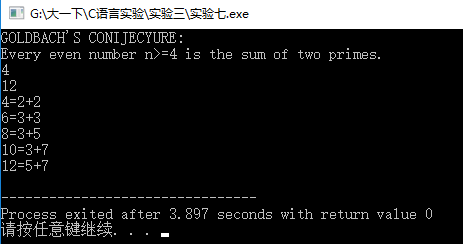 G:\大一下\C语言实验\实验三\实验七.exe
GOLDBACH'S CONIJECYURE:
Every even number n>=4 is the sum of two primes.
4
12
4=2+2
6=3+3
8=3+5
10=3+7
12=5+7
--------------------------------
Process exited after 3.897 seconds with return value 0
请按任意键继续. . .